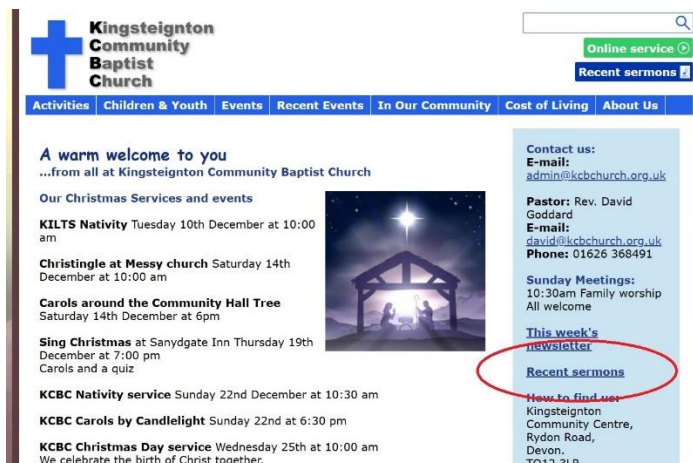 Kingsteignton
Community
Baptist
Church
Online service
Recent sermons
Activities Children & Youth Events Recent Events In Our Community Cost of Living About Us
A warm welcome to you
...from all at Kingsteignton Community Baptist Church
Our Christmas Services and events
KILTS Nativity Tuesday 10th December at 10:00
am
Christingle at Messy church Saturday 14th
December at 10:00 am
Carols around the Community Hall Tree
Saturday 14th December at 6pm
Sing Christmas at Sanydgate Inn Thursday 19th
December at 7:00 pm
Carols and a quiz
KCBC Nativity service Sunday 22nd December at 10:30 am
KCBC Carols by Candlelight Sunday 22nd at 6:30 pm
KCBC Christmas Day service Wednesday 25th at 10:00 am
We celebrate the birth of Christ together.
Contact us:
E-mail:
admin@kcbchurch.org.uk
Pastor: Rev. David
Goddard
E-mail:
david@kcbchurch.org.uk
Phone: 01626 368491
Sunday Meetings:
10:30am Family worship
All welcome
This week's
newsletter
Recent sermons
How to find us:
Kingsteignton
Community Centre,
Rydon Road,
Devon.